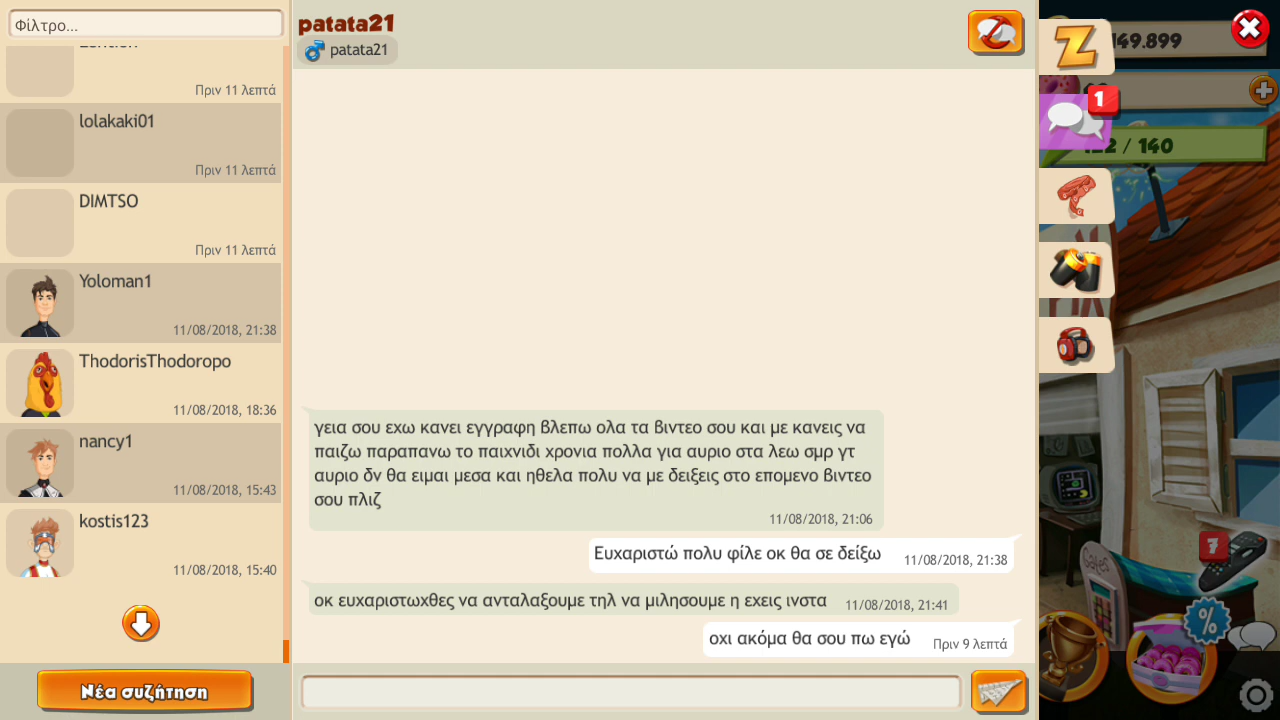 Φίλτρο...
Πριν 11 λεπτά
lolakaki01
Πριν 11 λεπτά
DIMTSO
Πριν 11 λεπτά
Yoloman1
11/08/2018, 21:38
ThodorisThodoropo
11/08/2018, 18:36
nancy1
11/08/2018, 15:43
kostis123
11/08/2018, 15:40
Νέα συζήτηση
patata21
patata21
γεια σου εχω κανει εγγραφη βλεπω ολα τα βιντεο σου και με κανεις να
παιζω παραπανω το παιχνιδι χρονια πολλα για αυριο στα λεω σμρ γτ
αυριο δν θα ειμαι μεσα και ηθελα πολυ να με δειξεις στο επομενο βιντεο
σου πλιζ
11/08/2018, 21:06
Ευχαριστώ πολυ φίλε οκ θα σε δείξω 11/08/2018, 21:38
οκ ευχαριστωχθες να ανταλαξουμε τηλ να μιλησουμε η εχεις ινστα 11/08/2018, 21:41
οχι ακόμα θα σου πω εγώ Πριν 9 λεπτά
Z
149.899
1
122 / 140
7
%